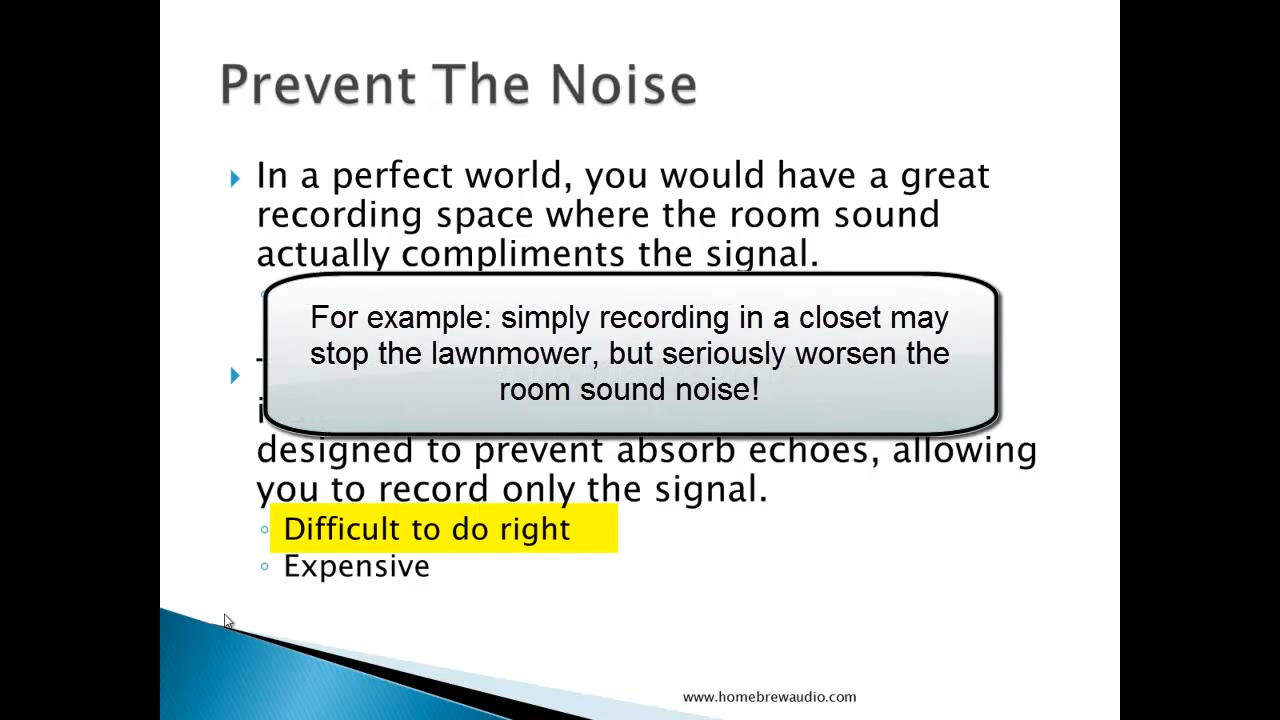 Prevent The Noise
In a perfect world, you would have a great
recording space where the room sound
actually compliments the signal.
For example: simply recording in a closet may
stop the lawnmower, but seriously worsen the
room sound noise!
designed to prevent absorb echoes, allowing
you to record only the signal.
Difficult to do right
Expensive
www.homebrewaudio.com